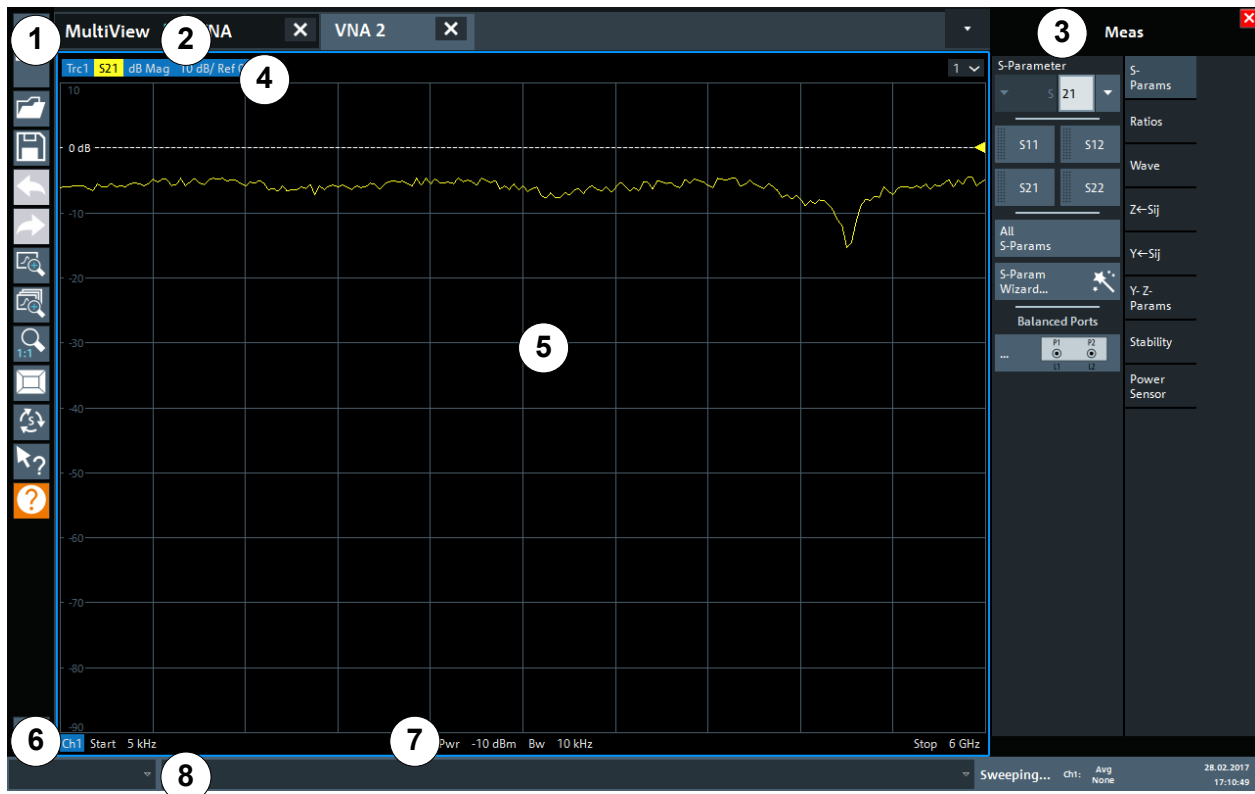 1
MultiView
2
NA
VNA 2
3
Meas
4
Trc1 S21 dB Mag 10 dB/ Ref
1
10
0 dB
-10
-20
-30
-40
-50
-60
-70
-80
-90
5
1:1
S
?
?
S-Parameter
S 21
S11 S12
S21 S22
All
S-Params
S-Param
Wizard...
Balanced Ports
...
P1 P2
L1 L2
S-
Params
Ratios
Wave
Z←Sij
Y←Sij
Y- Z-
Params
Stability
Power
Sensor
6
Ch1 Start 5 kHz
7
Pwr -10 dBm Bw 10 kHz
Stop 6 GHz
8
Sweeping... Ch1: Avg
None
28.02.2017
17:10:49